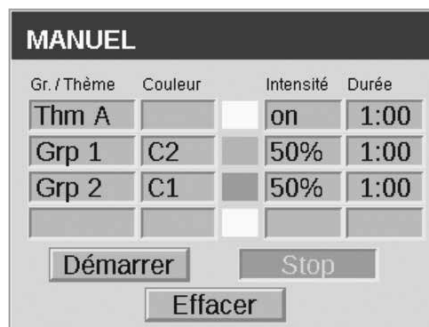 MANUEL
Gr. / Thème Couleur Intensité Durée
Thm A on 1:00
Grp 1 C2 50% 1:00
Grp 2 C1 50% 1:00
Démarrer Stop
Effacer